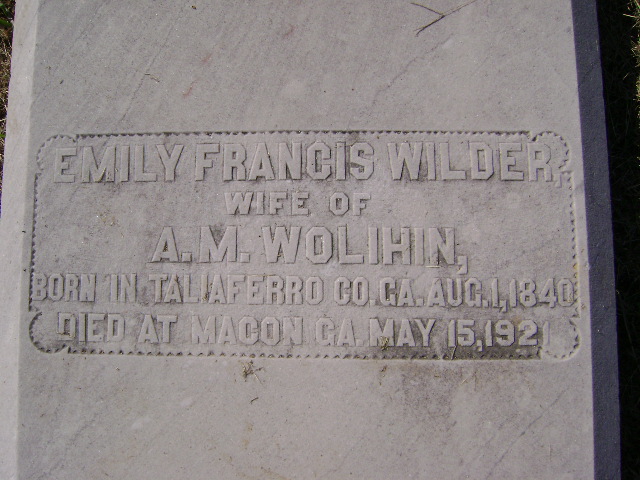 EMILY FRANCIS WILDER,
WIFE OF
A. M. WOLIHIN,
BORN IN TALIAFERRO CO. GA. AUG. 1, 1840
DIED AT MACON GA. MAY 15, 1921